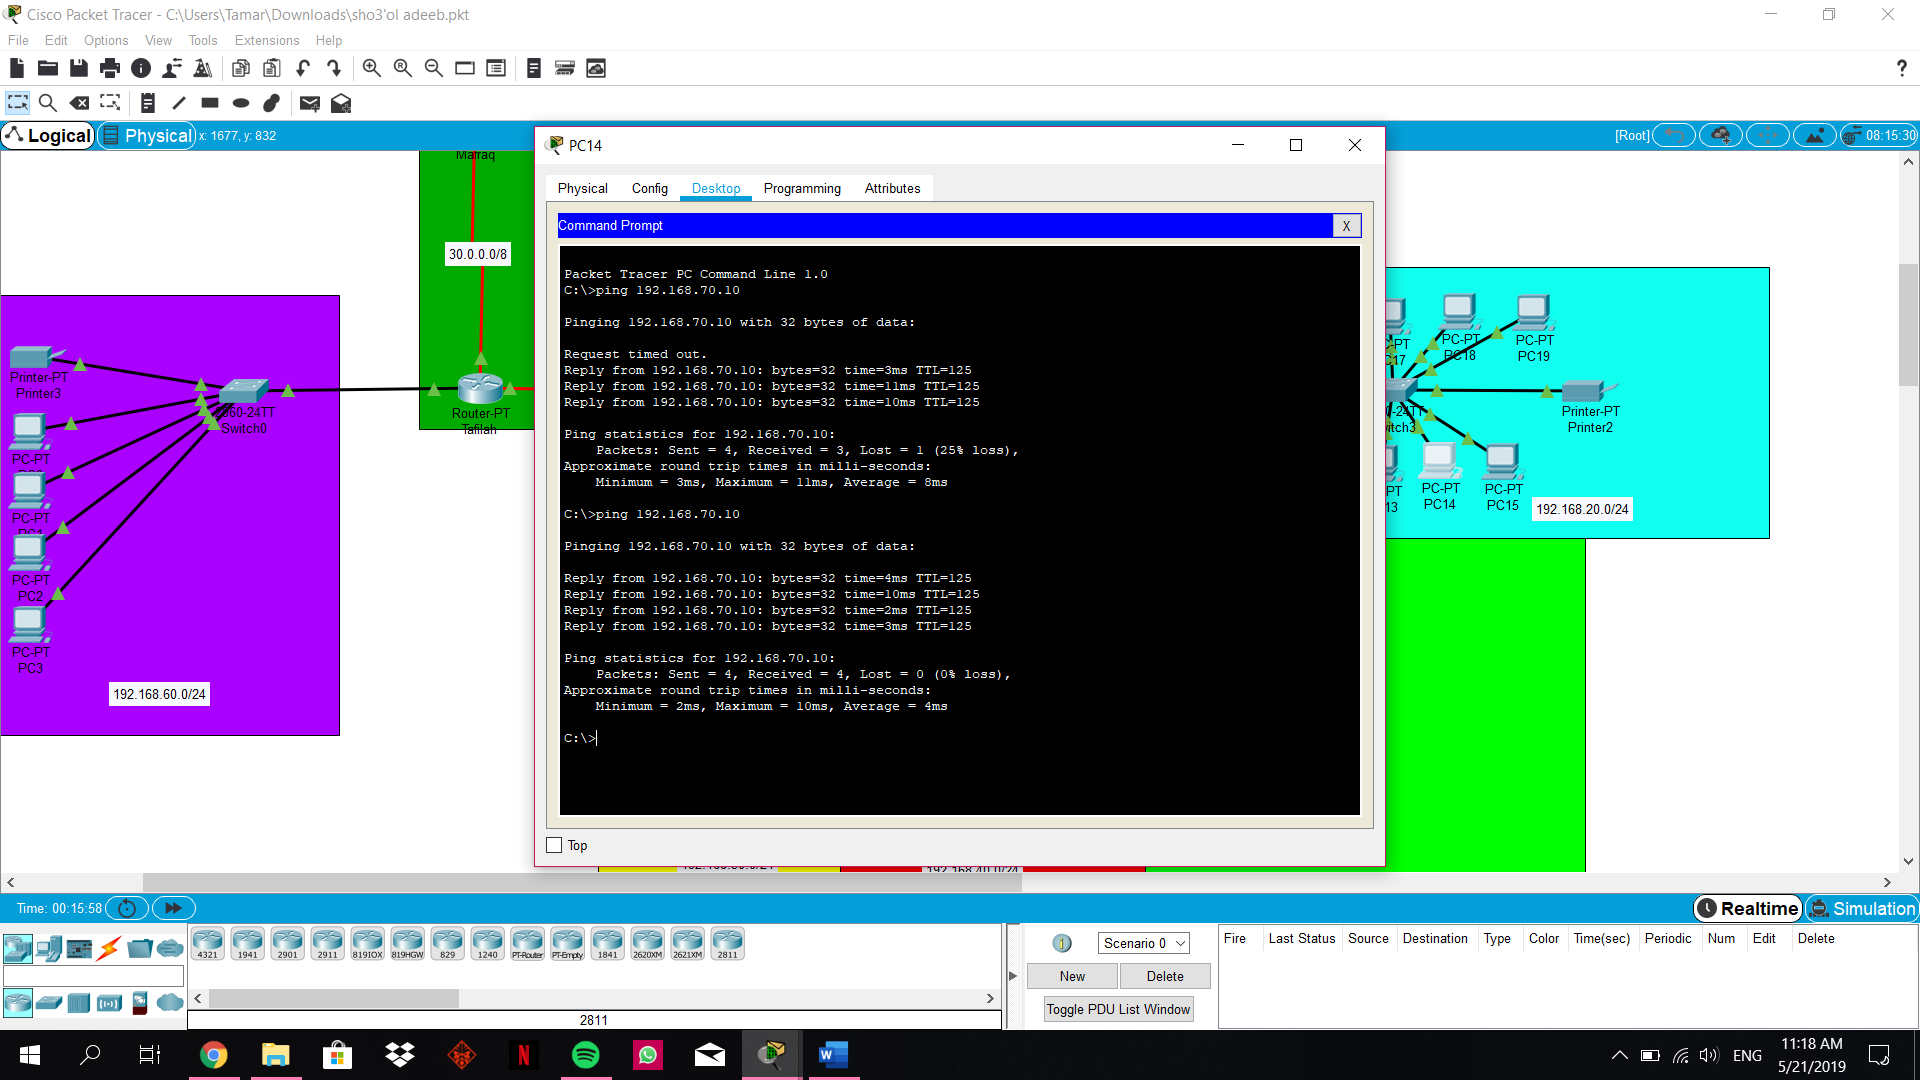 Cisco Packet Tracer - C:\Users\Tamar\Downloads\sho3'ol adeeb.pkt
File Edit Options View Tools Extensions Help
?
Logical Physical x: 1677, y: 832
[Root] 08:15:30
Mafraq
30.0.0.0/8
Router-PT
Tafilah
Printer-PT
Printer3
2960-24TT
Switch0
PC-PT
PC-PT
PC1
PC-PT
PC2
PC-PT
PC3
192.168.60.0/24
PC14
Physical Config Desktop Programming Attributes
Command Prompt X
Packet Tracer PC Command Line 1.0
C:\>ping 192.168.70.10
Pinging 192.168.70.10 with 32 bytes of data:
Request timed out.
Reply from 192.168.70.10: bytes=32 time=3ms TTL=125
Reply from 192.168.70.10: bytes=32 time=11ms TTL=125
Reply from 192.168.70.10: bytes=32 time=10ms TTL=125
Ping statistics for 192.168.70.10:
Packets: Sent = 4, Received = 3, Lost = 1 (25% loss),
Approximate round trip times in milli-seconds:
Minimum = 3ms, Maximum = 11ms, Average = 8ms
C:\>ping 192.168.70.10
Pinging 192.168.70.10 with 32 bytes of data:
Reply from 192.168.70.10: bytes=32 time=4ms TTL=125
Reply from 192.168.70.10: bytes=32 time=10ms TTL=125
Reply from 192.168.70.10: bytes=32 time=2ms TTL=125
Reply from 192.168.70.10: bytes=32 time=3ms TTL=125
Ping statistics for 192.168.70.10:
Packets: Sent = 4, Received = 4, Lost = 0 (0% loss),
Approximate round trip times in milli-seconds:
Minimum = 2ms, Maximum = 10ms, Average = 4ms
C:\>
Top
-PT
C17
PC-PT
PC18
PC-PT
PC19
0-24TT
itch3
Printer-PT
Printer2
PT
13
PC-PT
PC14
PC-PT
PC15
192.168.20.0/24
192.168.40.0/24
Time: 00:15:58
Realtime Simulation
4321 1941 2901 2911 819IOX 819HGW 829 1240 PT-Router PT-Empty 1841 2620XM 2621XM 2811
2811
Scenario 0
New Delete
Toggle PDU List Window
Fire Last Status Source Destination Type Color Time(sec) Periodic Num Edit Delete
ENG
11:18 AM
5/21/2019